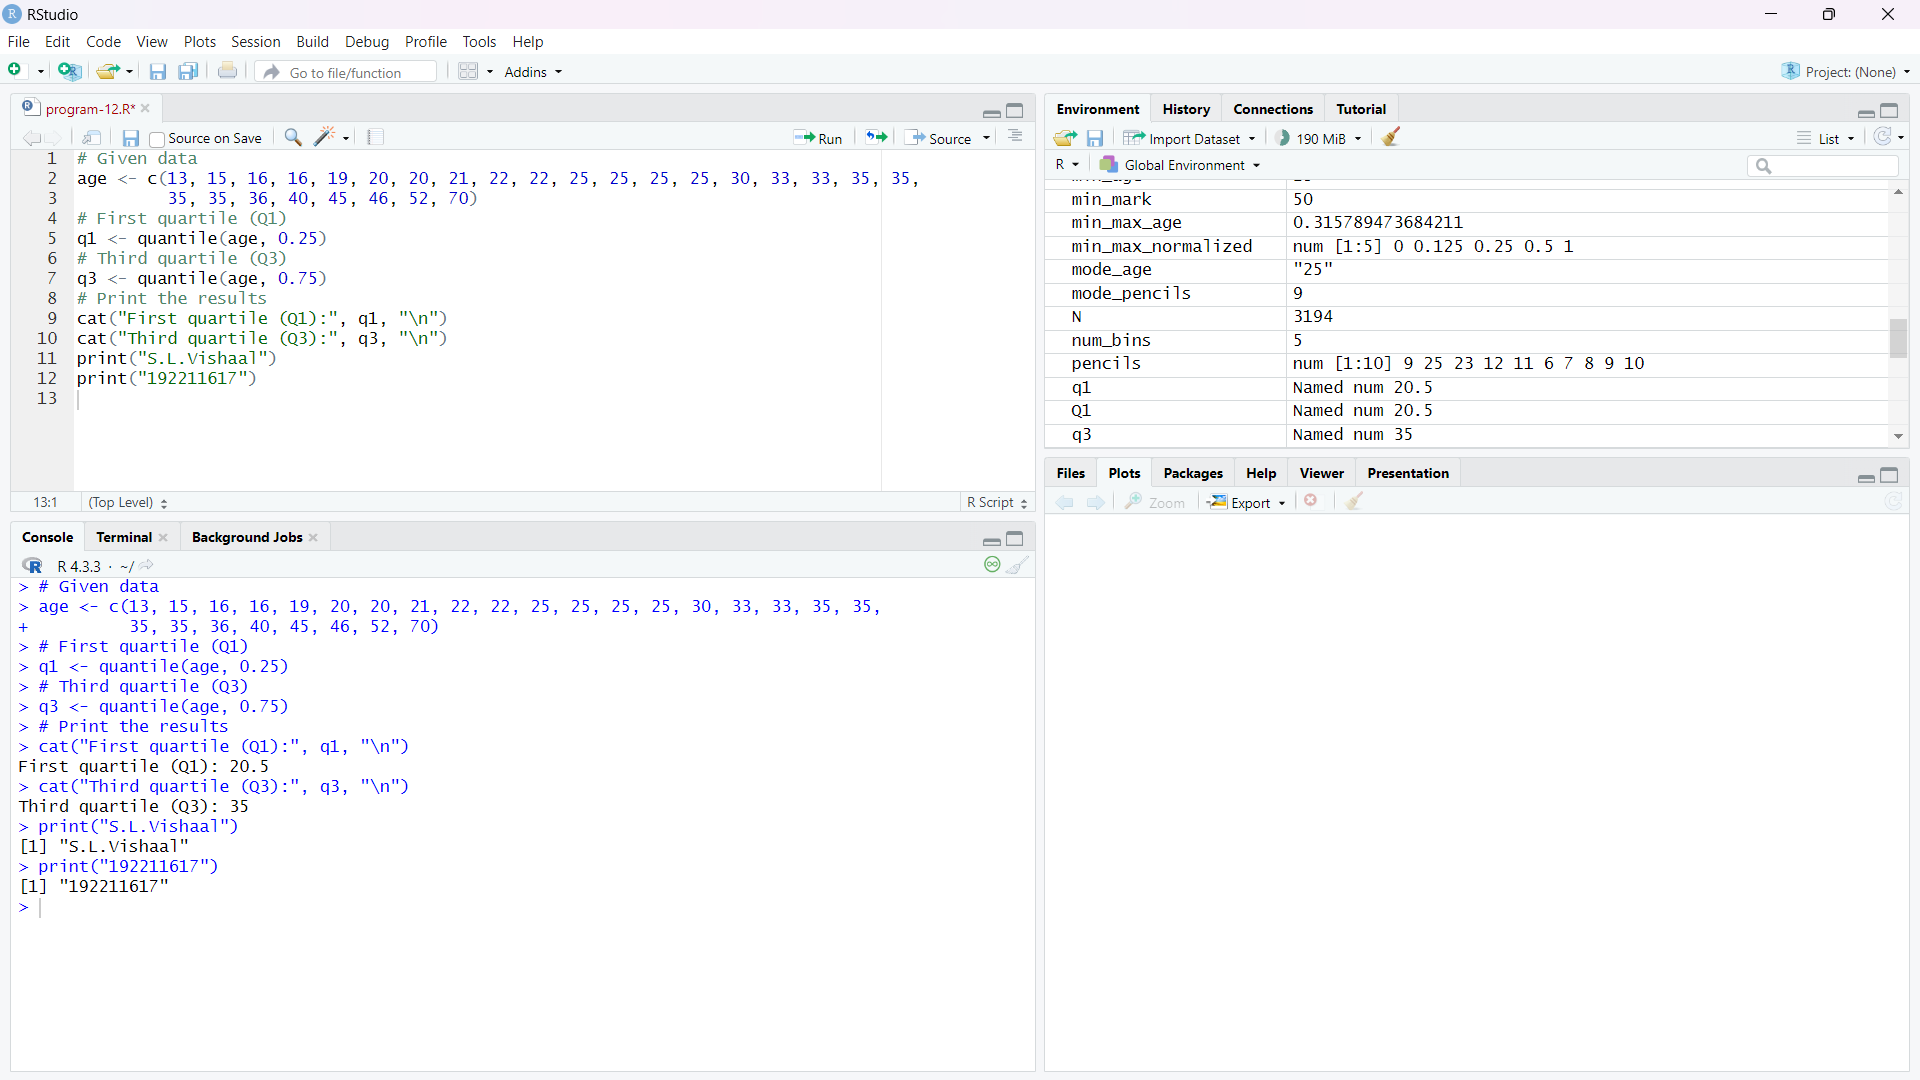 RStudio
File Edit Code View Plots Session Build Debug Profile Tools Help
Go to file/function Addins Project: (None)
program-12.R*
Source on Save Run Source
1 # Given data
2 age <- c(13, 15, 16, 16, 19, 20, 20, 21, 22, 22, 25, 25, 25, 25, 30, 33, 33, 35, 35,
3 35, 35, 36, 40, 45, 46, 52, 70)
4 # First quartile (Q1)
5 q1 <- quantile(age, 0.25)
6 # Third quartile (Q3)
7 q3 <- quantile(age, 0.75)
8 # Print the results
9 cat("First quartile (Q1):", q1, "\n")
10 cat("Third quartile (Q3):", q3, "\n")
11 print("S.L.Vishaal")
12 print("192211617")
13
13:1 (Top Level) R Script
Console Terminal Background Jobs
R 4.3.3 · ~/
> # Given data
> age <- c(13, 15, 16, 16, 19, 20, 20, 21, 22, 22, 25, 25, 25, 25, 30, 33, 33, 35, 35,
+ 35, 35, 36, 40, 45, 46, 52, 70)
> # First quartile (Q1)
> q1 <- quantile(age, 0.25)
> # Third quartile (Q3)
> q3 <- quantile(age, 0.75)
> # Print the results
> cat("First quartile (Q1):", q1, "\n")
First quartile (Q1): 20.5
> cat("Third quartile (Q3):", q3, "\n")
Third quartile (Q3): 35
> print("S.L.Vishaal")
[1] "S.L.Vishaal"
> print("192211617")
[1] "192211617"
>
Environment History Connections Tutorial
Import Dataset 190 MiB List
R Global Environment
min_mark 50
min_max_age 0.315789473684211
min_max_normalized num [1:5] 0 0.125 0.25 0.5 1
mode_age "25"
mode_pencils 9
N 3194
num_bins 5
pencils num [1:10] 9 25 23 12 11 6 7 8 9 10
q1 Named num 20.5
Q1 Named num 20.5
q3 Named num 35
Files Plots Packages Help Viewer Presentation
Zoom Export